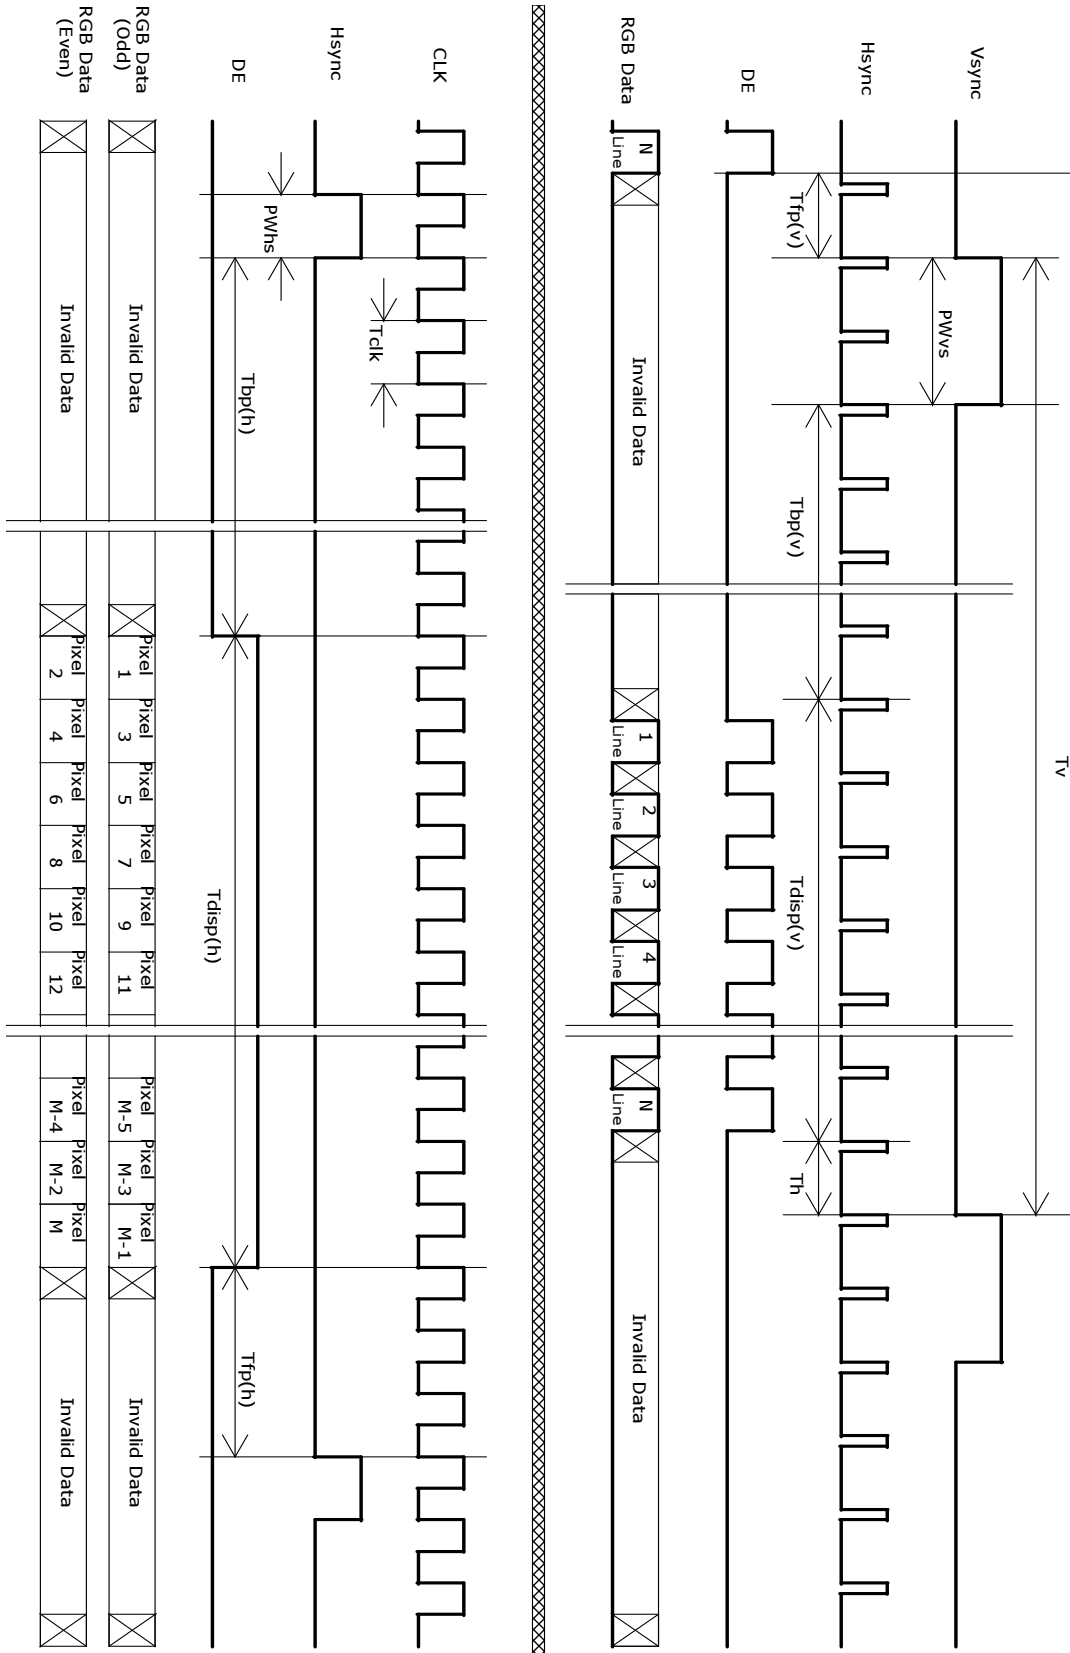 Tv
Vsync
PWvs
Hsync
Tfp(v)
Tbp(v)
Tdisp(v)
Th
DE
RGB Data
N
Line
Invalid Data
1
Line
2
Line
3
Line
4
Line
N
Line
Invalid Data
CLK
Tclk
Hsync
PWhs
DE
Tbp(h)
Tdisp(h)
Tfp(h)
RGB Data
(Odd)
Invalid Data
Pixel
1
Pixel
3
Pixel
5
Pixel
7
Pixel
9
Pixel
11
Pixel
M-5
Pixel
M-3
Pixel
M-1
Invalid Data
RGB Data
(Even)
Invalid Data
Pixel
2
Pixel
4
Pixel
6
Pixel
8
Pixel
10
Pixel
12
Pixel
M-4
Pixel
M-2
Pixel
M
Invalid Data